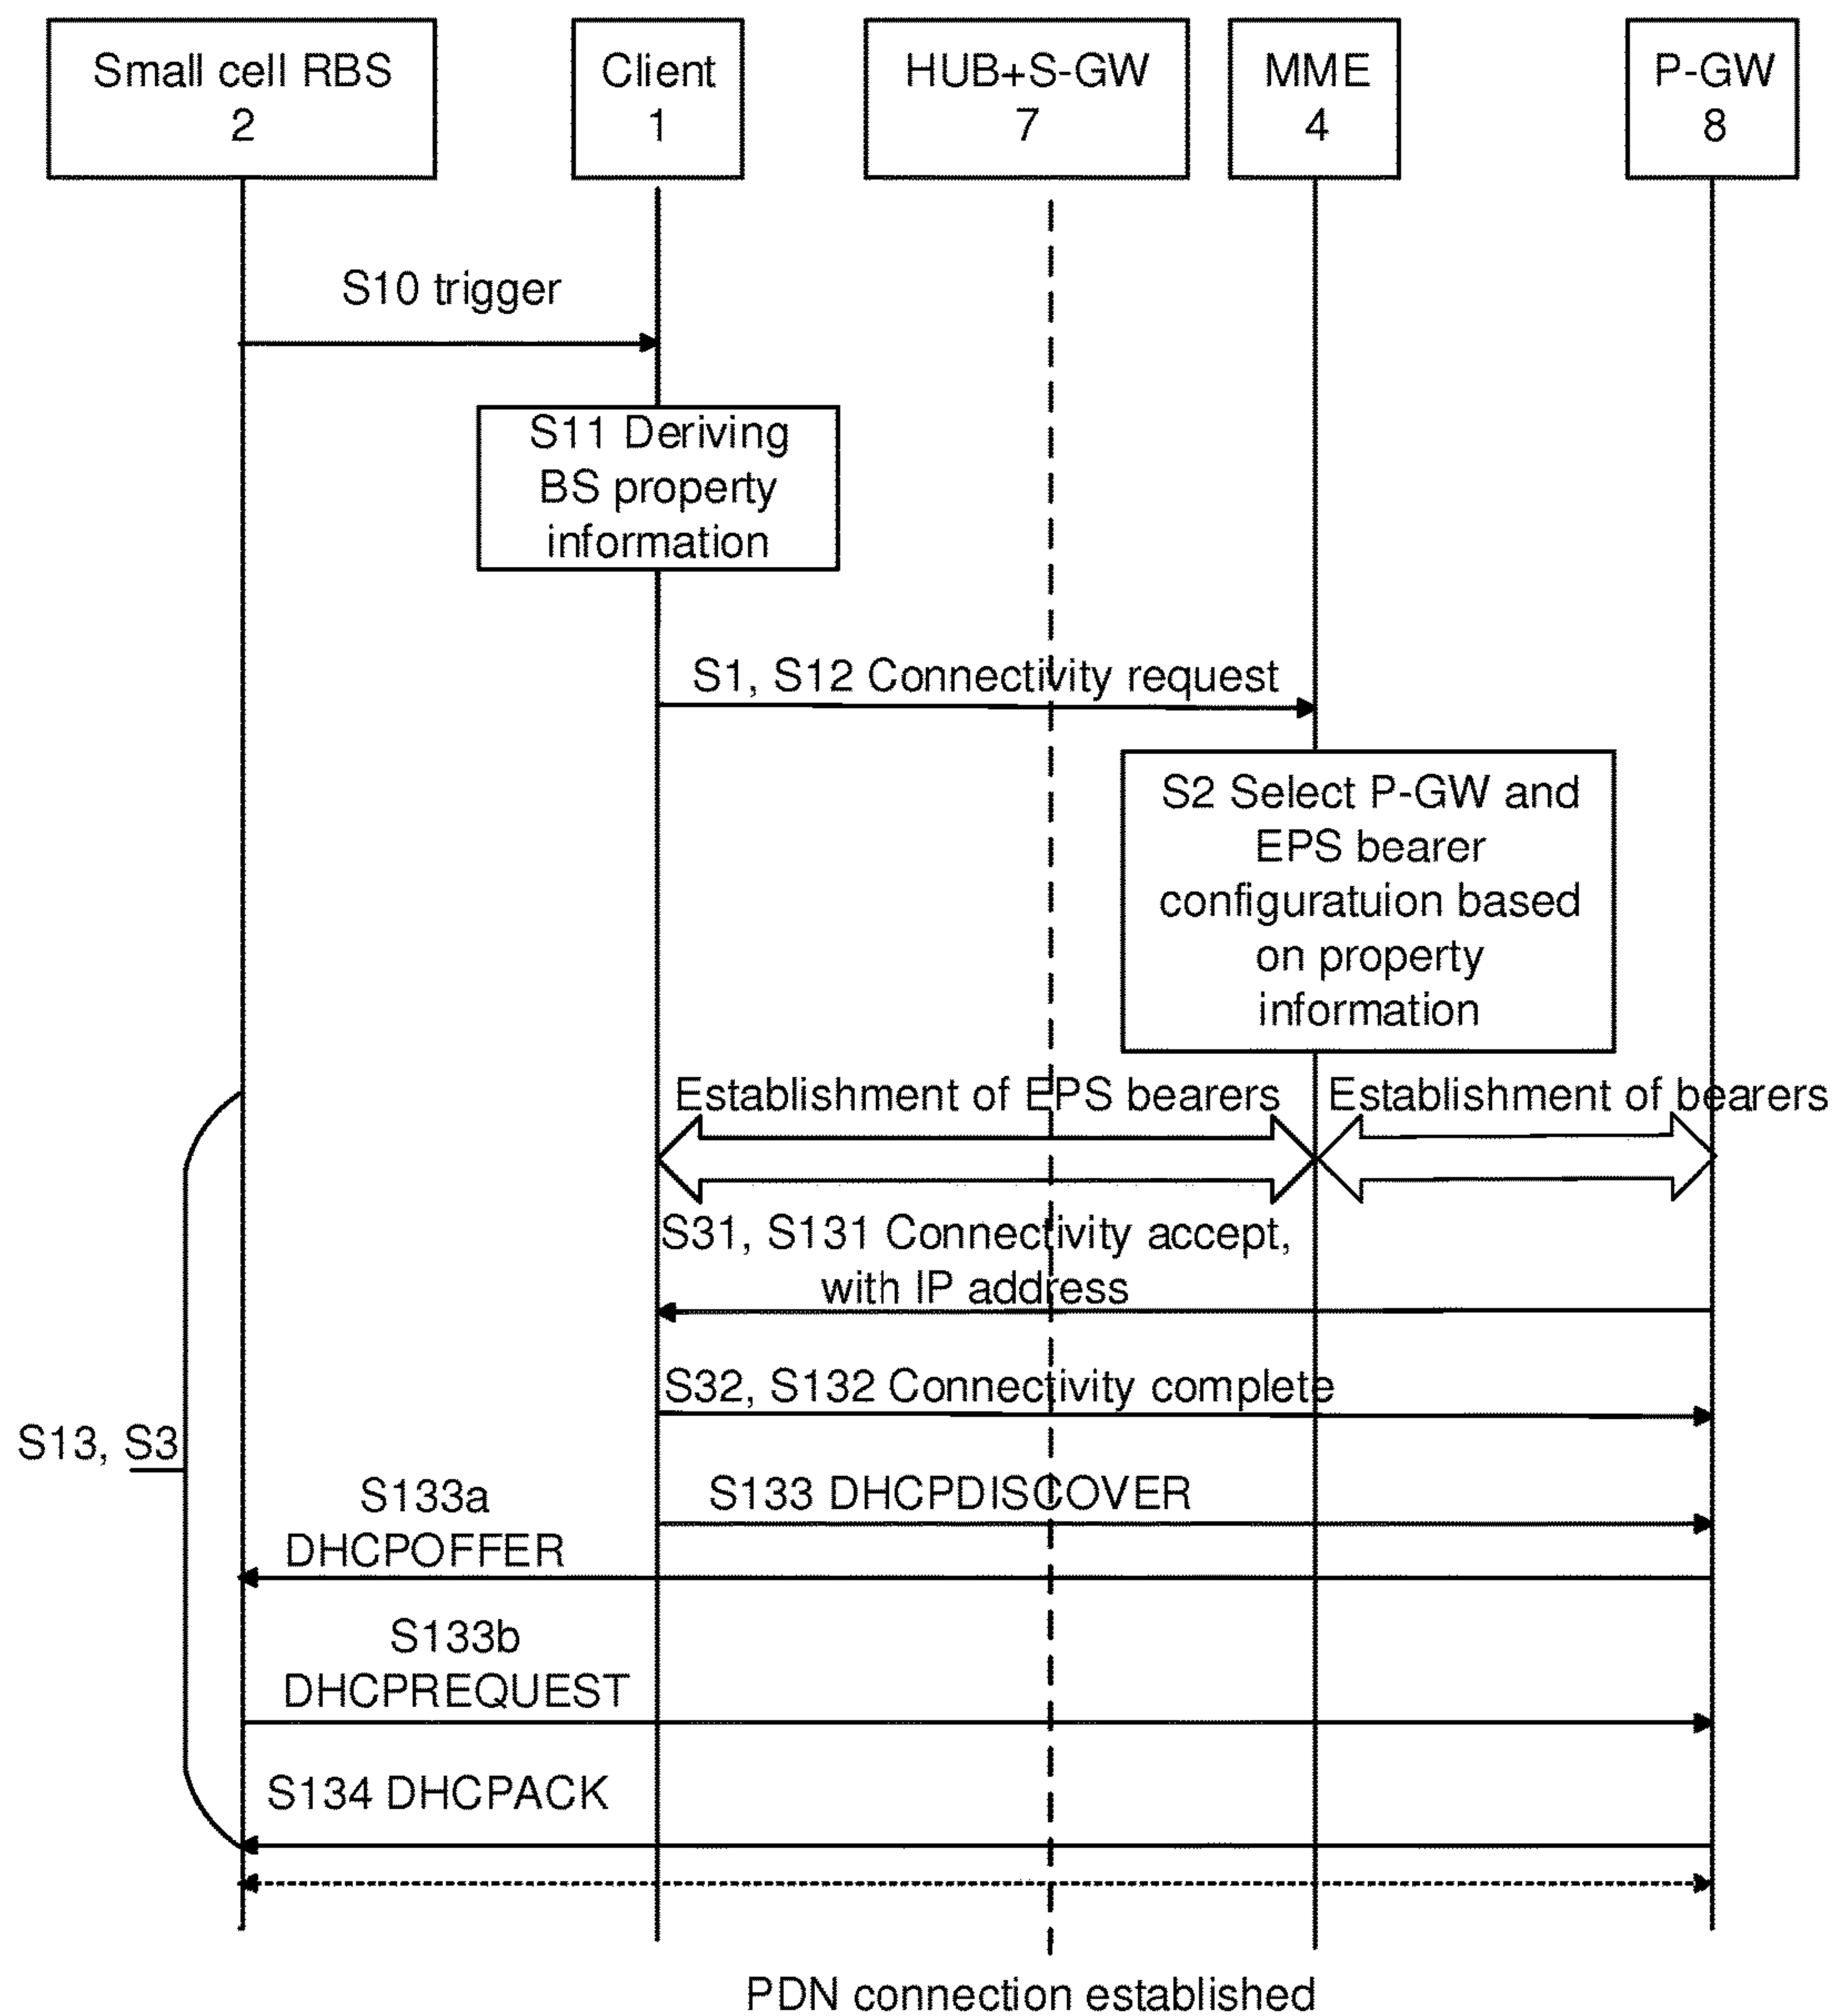 Small cell RBS
2
Client
1
HUB+S-GW
7
MME
4
P-GW
8
S10 trigger
S11 Deriving
BS property
information
S1, S12 Connectivity request
S2 Select P-GW and
EPS bearer
configuratuion based
on property
information
Establishment of EPS bearers
Establishment of bearers
S31, S131 Connectivity accept,
with IP address
S32, S132 Connectivity complete
S13, S3
S133 DHCPDISCOVER
S133a
DHCPOFFER
S133b
DHCPREQUEST
S134 DHCPACK
PDN connection established